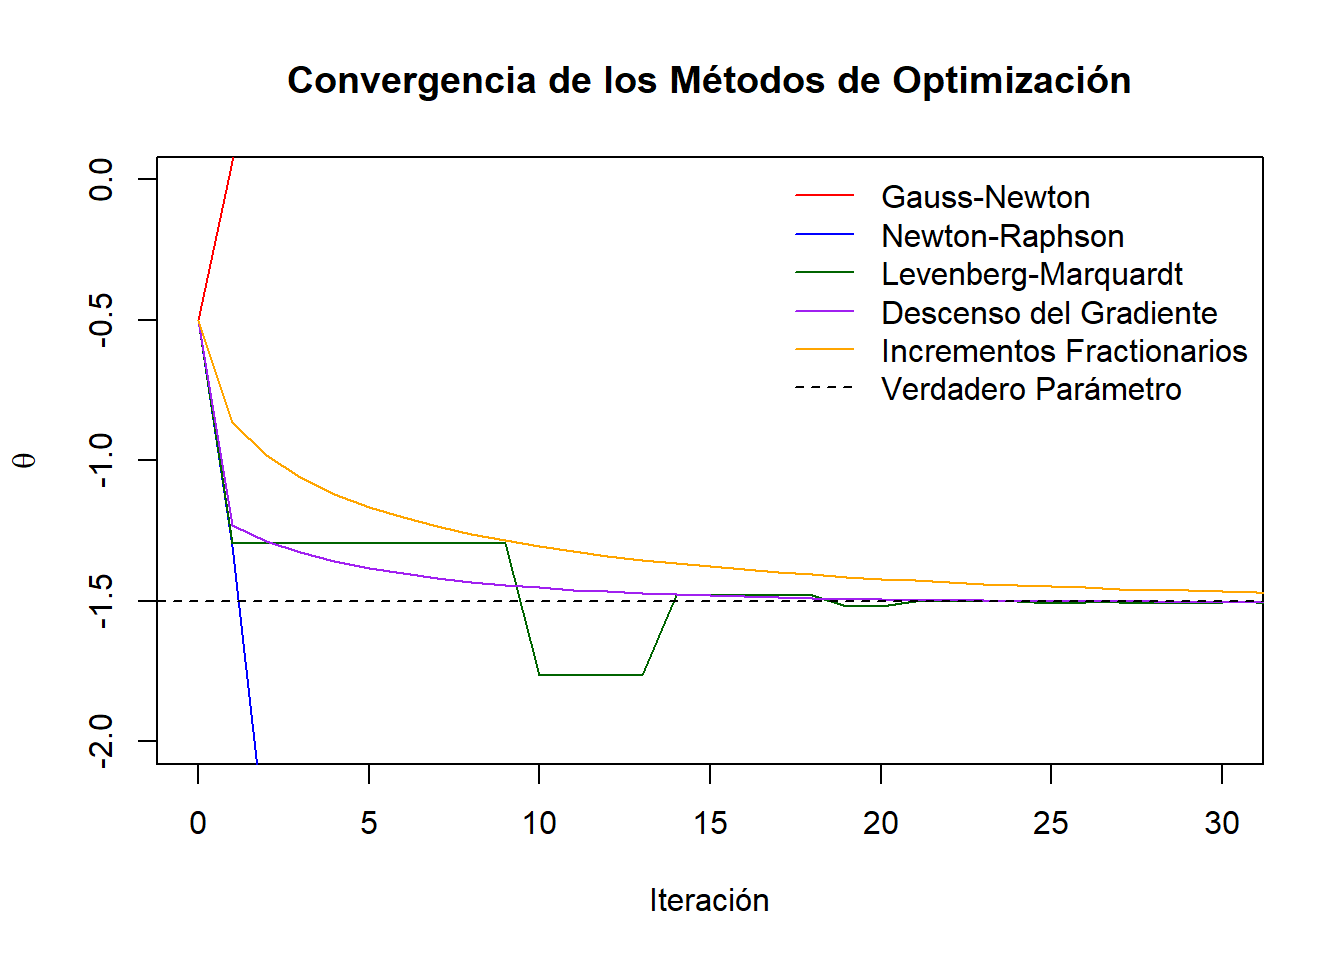 Convergencia de los Métodos de Optimización
0.0
-0.5
-1.0
-1.5
-2.0
θ
Gauss-Newton
Newton-Raphson
Levenberg-Marquardt
Descenso del Gradiente
Incrementos Fractionarios
Verdadero Parámetro
0 5 10 15 20 25 30
Iteración